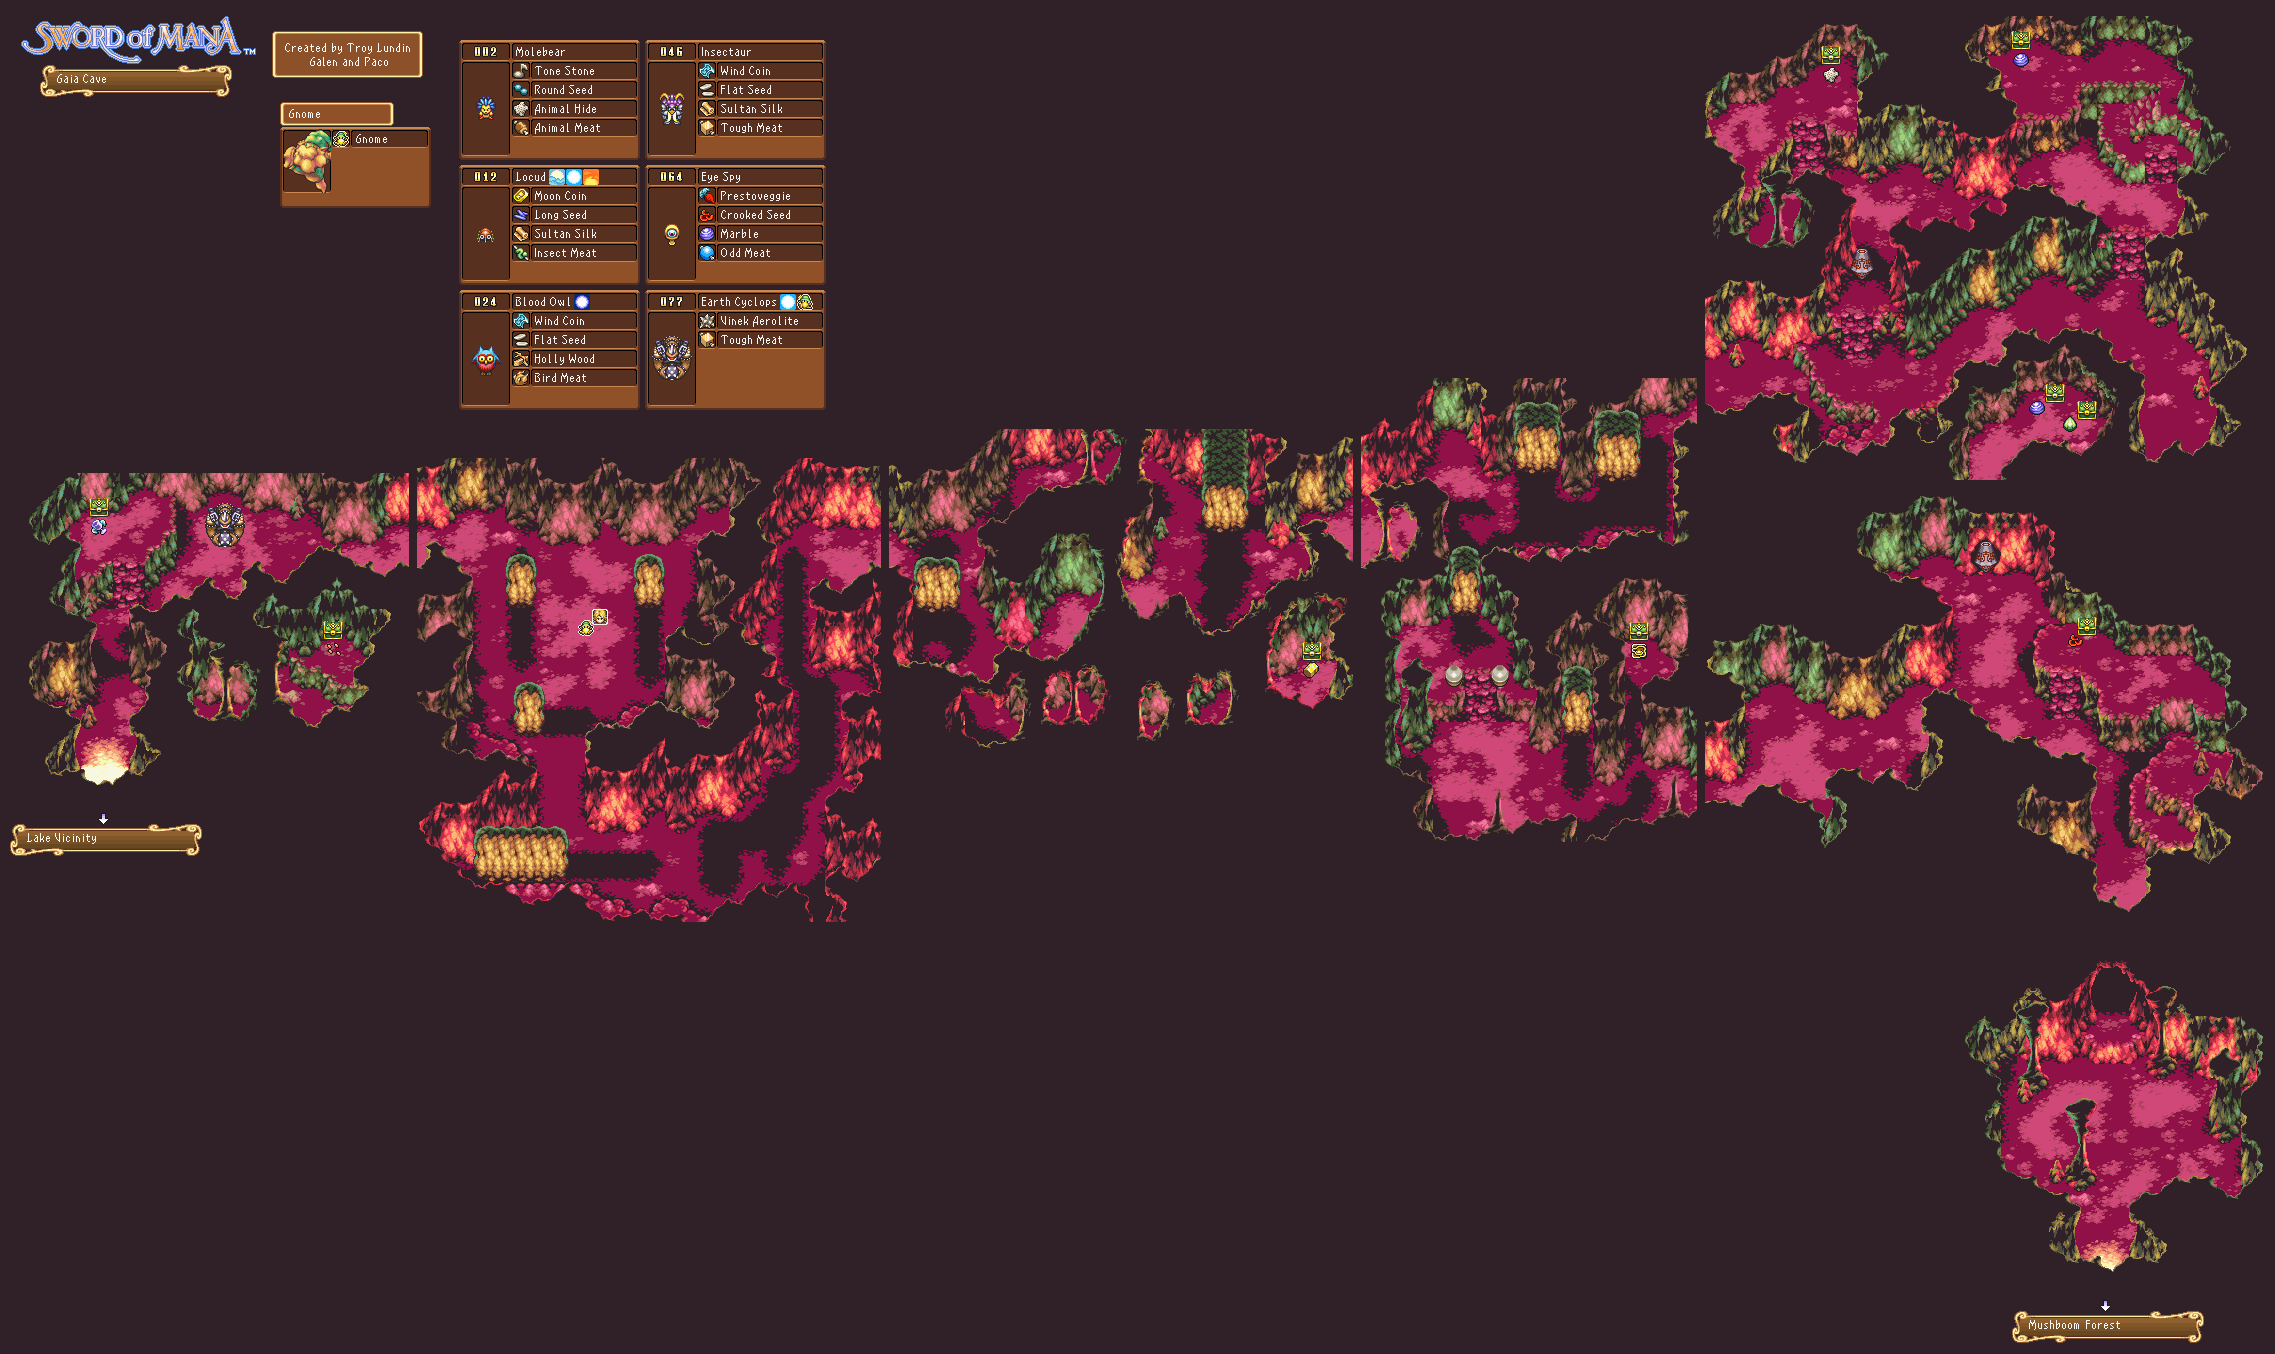 SWORD of MANA™
Gaia Cave
Created by Troy Lundin
Galen and Paco
Gnome
Gnome
002 Molebear
Tone Stone
Round Seed
Animal Hide
Animal Meat
046 Insectaur
Wind Coin
Flat Seed
Sultan Silk
Tough Meat
012 Locud
Moon Coin
Long Seed
Sultan Silk
Insect Meat
064 Eye Spy
Prestoveggie
Crooked Seed
Marble
Odd Meat
024 Blood Owl
Wind Coin
Flat Seed
Holly Wood
Bird Meat
077 Earth Cyclops
Vinek Aerolite
Tough Meat
Lake Vicinity
Mushboom Forest